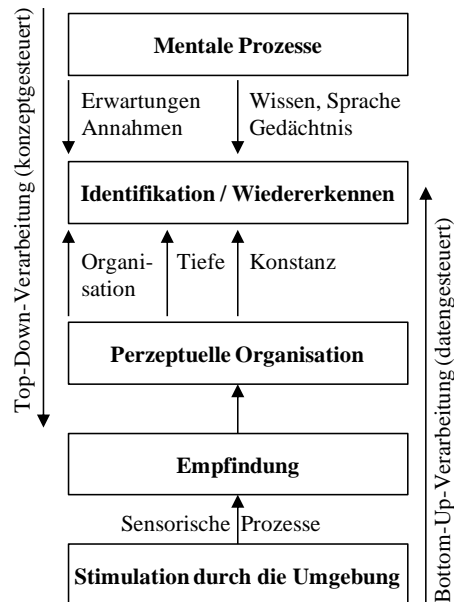 Mentale Prozesse
Erwartungen
Annahmen
Wissen, Sprache
Gedächtnis
Identifikation / Wiedererkennen
Organi-
sation
Tiefe
Konstanz
Perzeptuelle Organisation
Empfindung
Sensorische Prozesse
Stimulation durch die Umgebung
Top-Down-Verarbeitung (konzeptgesteuert)
Bottom-Up-Verarbeitung (datengesteuert)